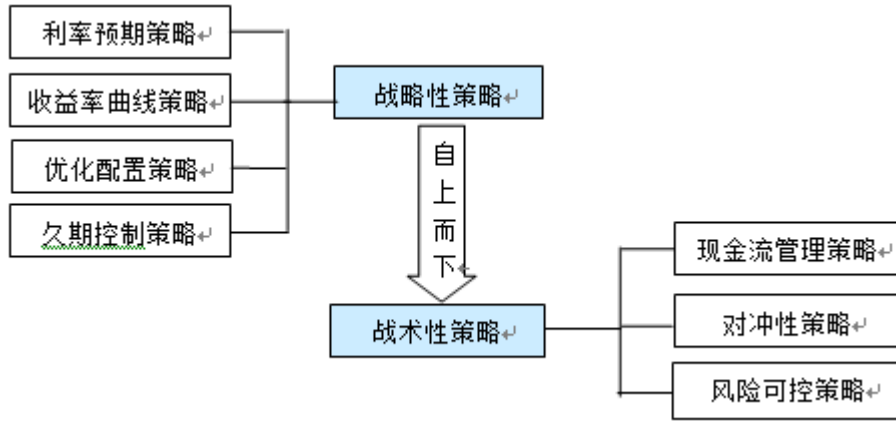 利率预期策略
收益率曲线策略
优化配置策略
久期控制策略
战略性策略
自
上
而
下
战术性策略
现金流管理策略
对冲性策略
风险可控策略